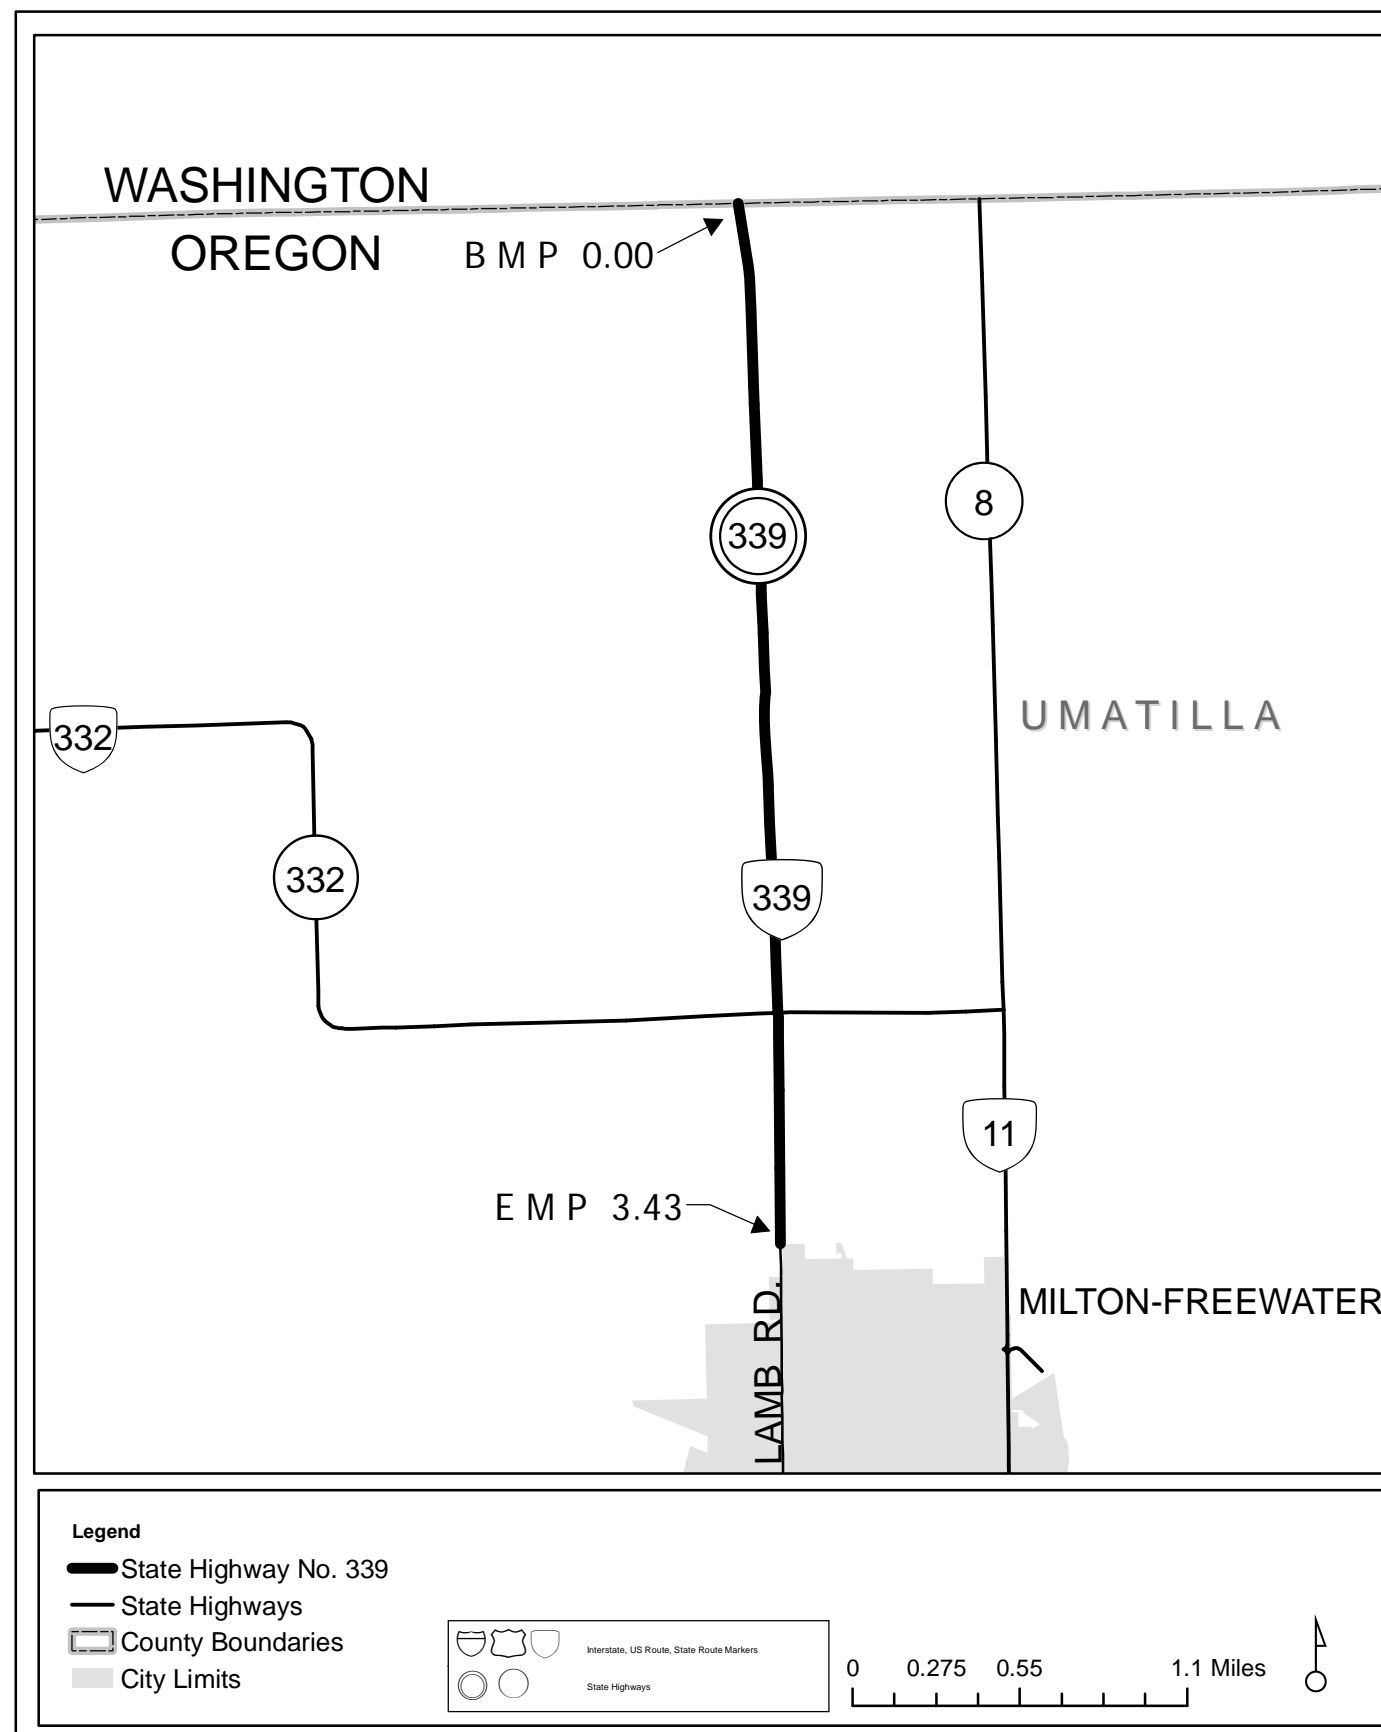 WASHINGTON
OREGON
BMP 0.00
339
8
UMATILLA
332
332
339
11
EMP 3.43
MILTON-FREEWATER
LAMB RD.
Legend
State Highway No. 339
State Highways
County Boundaries
City Limits
Interstate, US Route, State Route Markers
State Highways
0 0.275 0.55 1.1 Miles